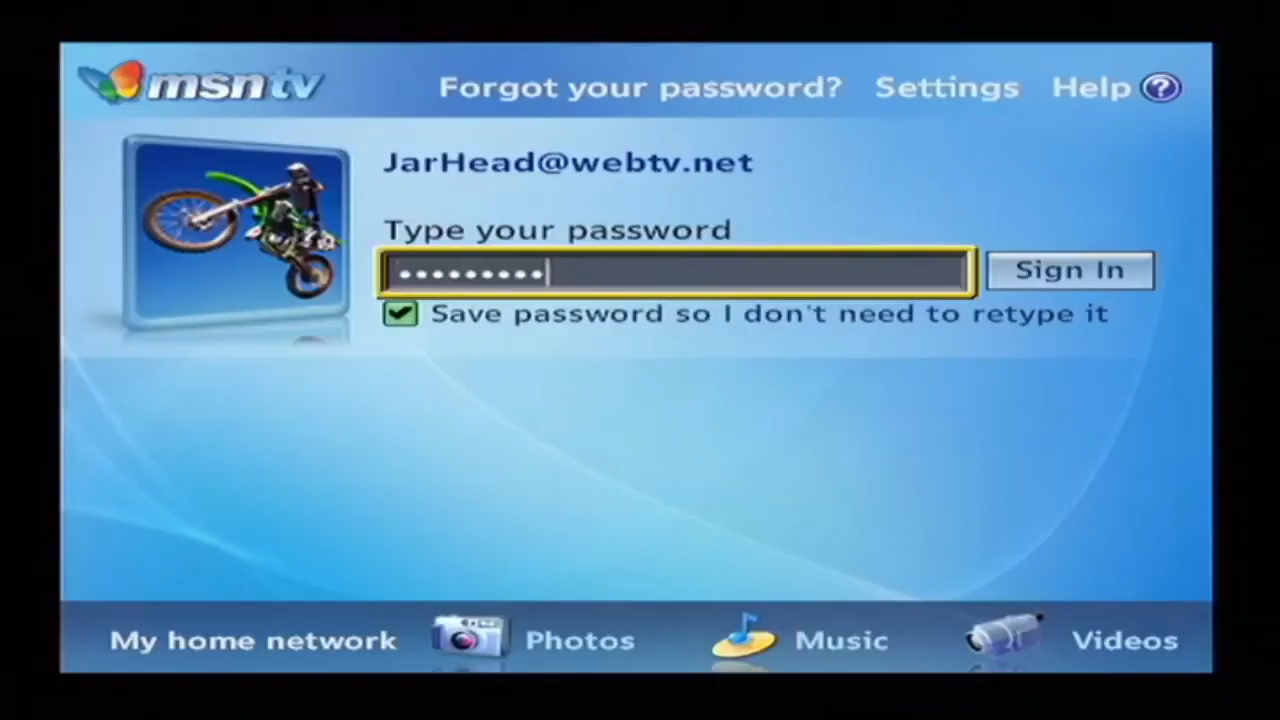 msntv
Forgot your password? Settings Help ?
JarHead@webtv.net
Type your password
•••••••••
Sign In
Save password so I don't need to retype it
My home network Photos Music Videos